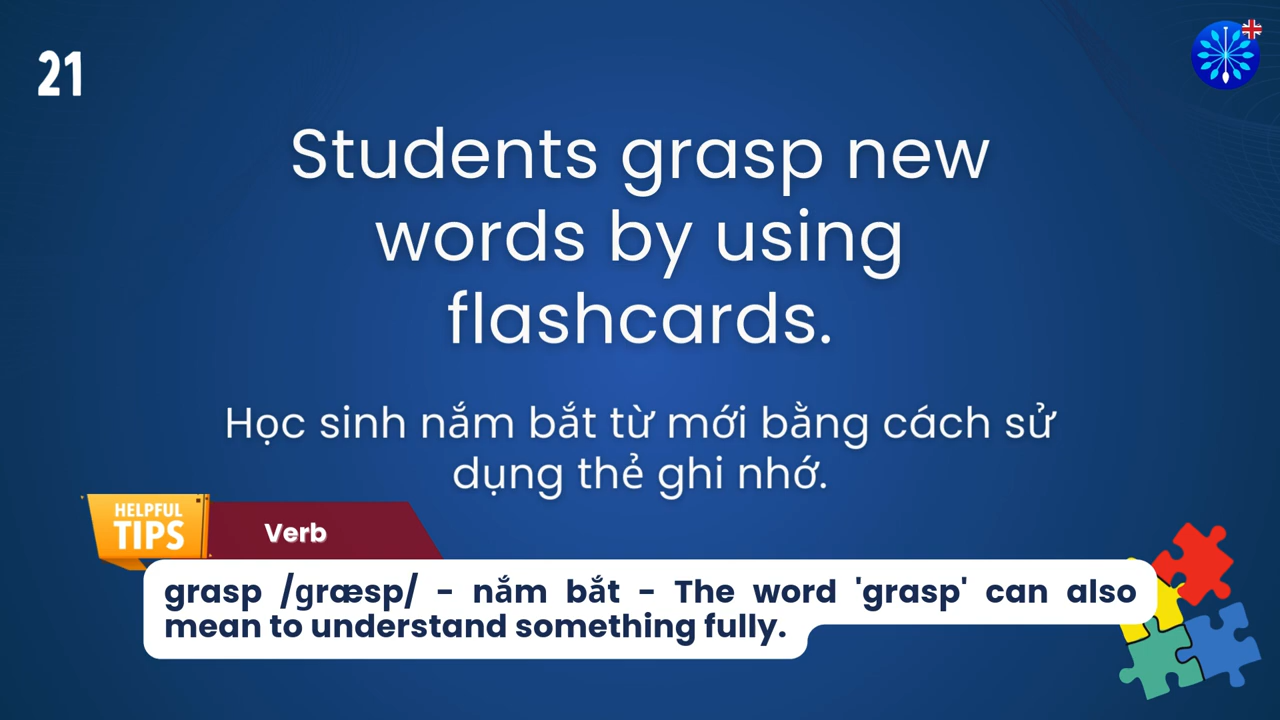 21
Students grasp new
words by using
flashcards.
Học sinh nắm bắt từ mới bằng cách sử
dụng thẻ ghi nhớ.
HELPFUL
TIPS
Verb
grasp /ɡræsp/ - nắm bắt - The word 'grasp' can also
mean to understand something fully.